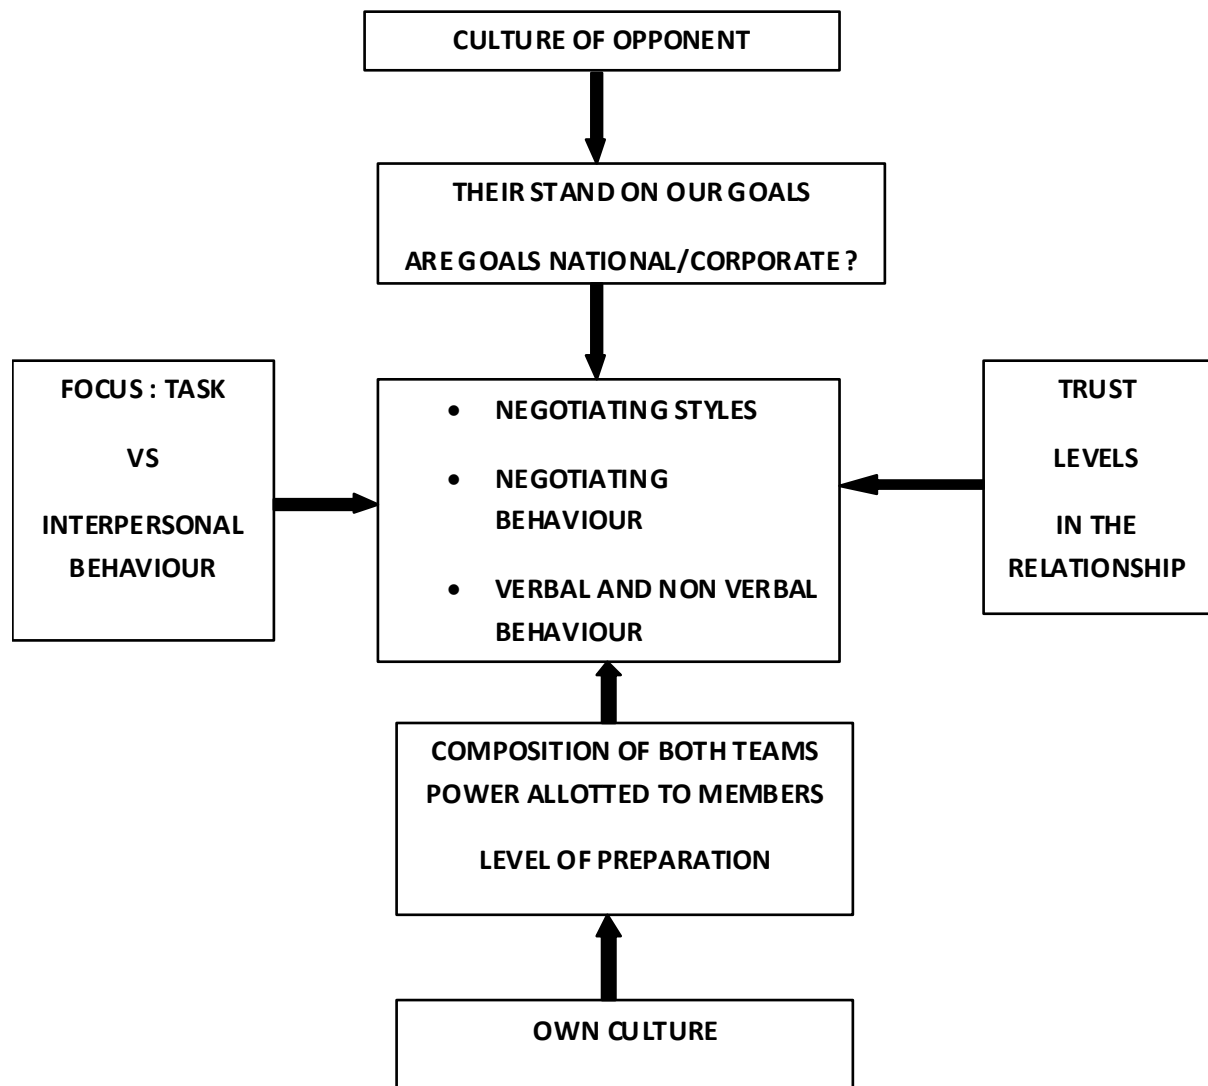 CULTURE OF OPPONENT
THEIR STAND ON OUR GOALS
ARE GOALS NATIONAL/CORPORATE ?
FOCUS : TASK
VS
INTERPERSONAL
BEHAVIOUR
• NEGOTIATING STYLES
• NEGOTIATING
BEHAVIOUR
• VERBAL AND NON VERBAL
BEHAVIOUR
TRUST
LEVELS
IN THE
RELATIONSHIP
COMPOSITION OF BOTH TEAMS
POWER ALLOTTED TO MEMBERS
LEVEL OF PREPARATION
OWN CULTURE